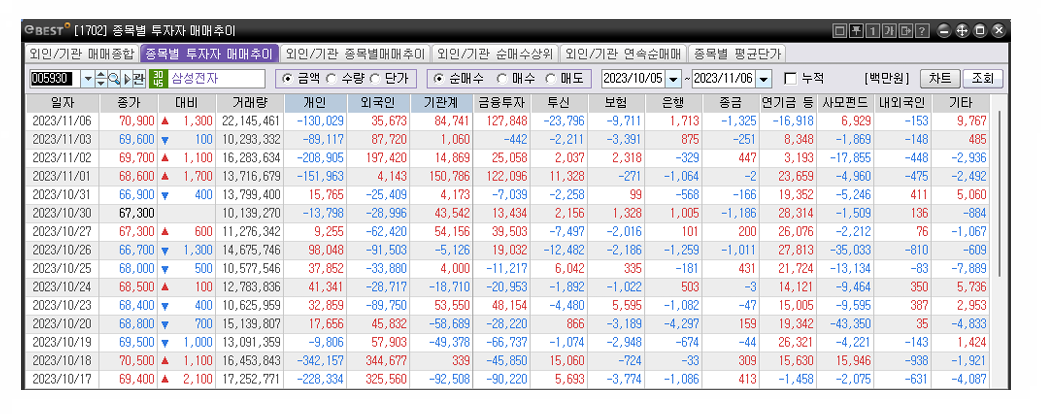 eBEST [1702] 종목별 투자자 매매추이
외인/기관 매매종합 종목별 투자자 매매추이 외인/기관 종목별매매추이 외인/기관 순매수상위 외인/기관 연속순매매 종목별 평균단가
005930 관 30 45 삼성전자 금액 수량 단가 순매수 매수 매도 2023/10/05 ~ 2023/11/06 누적 [백만원] 차트 조회
일자 종가 대비 거래량 개인 외국인 기관계 금융투자 투신 보험 은행 종금 연기금 등 사모펀드 내외국인 기타
2023/11/06 70,900 ▲ 1,300 22,145,461 -130,029 35,673 84,741 127,848 -23,796 -9,711 1,713 -1,325 -16,918 6,929 -153 9,767
2023/11/03 69,600 ▼ 100 10,293,332 -89,117 87,720 1,060 -442 -2,211 -3,391 875 -251 8,348 -1,869 -148 485
2023/11/02 69,700 ▲ 1,100 16,283,634 -208,905 197,420 14,869 25,058 2,037 2,318 -329 447 3,193 -17,855 -448 -2,936
2023/11/01 68,600 ▲ 1,700 13,716,679 -151,963 4,143 150,786 122,096 11,328 -271 -1,064 -2 23,659 -4,960 -475 -2,492
2023/10/31 66,900 ▼ 400 13,799,400 15,765 -25,409 4,173 -7,039 -2,258 99 -568 -166 19,352 -5,246 411 5,060
2023/10/30 67,300 10,139,270 -13,798 -28,996 43,542 13,434 2,156 1,328 1,005 -1,186 28,314 -1,509 136 -884
2023/10/27 67,300 ▲ 600 11,276,342 9,255 -62,420 54,156 39,503 -7,497 -2,016 101 200 26,076 -2,212 76 -1,067
2023/10/26 66,700 ▼ 1,300 14,675,746 98,048 -91,503 -5,126 19,032 -12,482 -2,186 -1,259 -1,011 27,813 -35,033 -810 -609
2023/10/25 68,000 ▼ 500 10,577,546 37,852 -33,880 4,000 -11,217 6,042 335 -181 431 21,724 -13,134 -83 -7,889
2023/10/24 68,500 ▲ 100 12,783,836 41,341 -28,717 -18,710 -20,953 -1,892 -1,022 503 -3 14,121 -9,464 350 5,736
2023/10/23 68,400 ▼ 400 10,625,959 32,859 -89,750 53,550 48,154 -4,480 5,595 -1,082 -47 15,005 -9,595 387 2,953
2023/10/20 68,800 ▼ 700 15,139,807 17,656 45,832 -58,689 -28,220 866 -3,189 -4,297 159 19,342 -43,350 35 -4,833
2023/10/19 69,500 ▼ 1,000 13,091,359 -9,806 57,903 -49,378 -66,737 -1,074 -2,948 -674 -44 26,321 -4,221 -143 1,424
2023/10/18 70,500 ▲ 1,100 16,453,843 -342,157 344,677 339 -45,850 15,060 -724 -33 309 15,630 15,946 -938 -1,921
2023/10/17 69,400 ▲ 2,100 17,252,771 -228,334 325,560 -92,508 -90,220 5,693 -3,774 -1,086 413 -1,458 -2,075 -631 -4,087